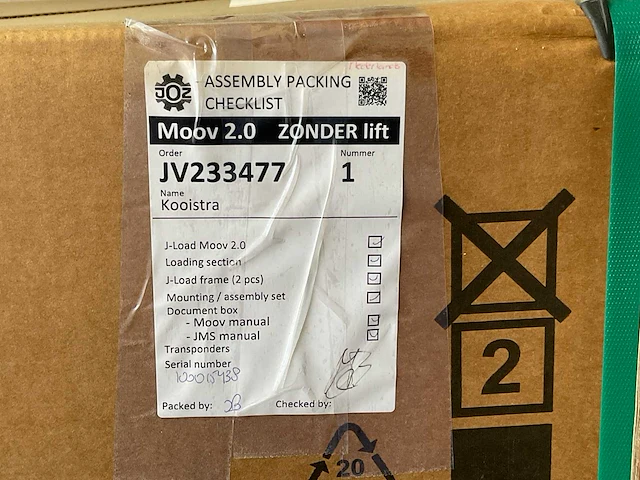 JOZ
ASSEMBLY PACKING
CHECKLIST
Moov 2.0 ZONDER lift
Order Nummer
JV233477 1
Name
Kooistra
J-Load Moov 2.0
Loading section
J-Load frame (2 pcs)
Mounting / assembly set
Document box
- Moov manual
- JMS manual
Transponders
Serial number
Packed by: Checked by:
2
20